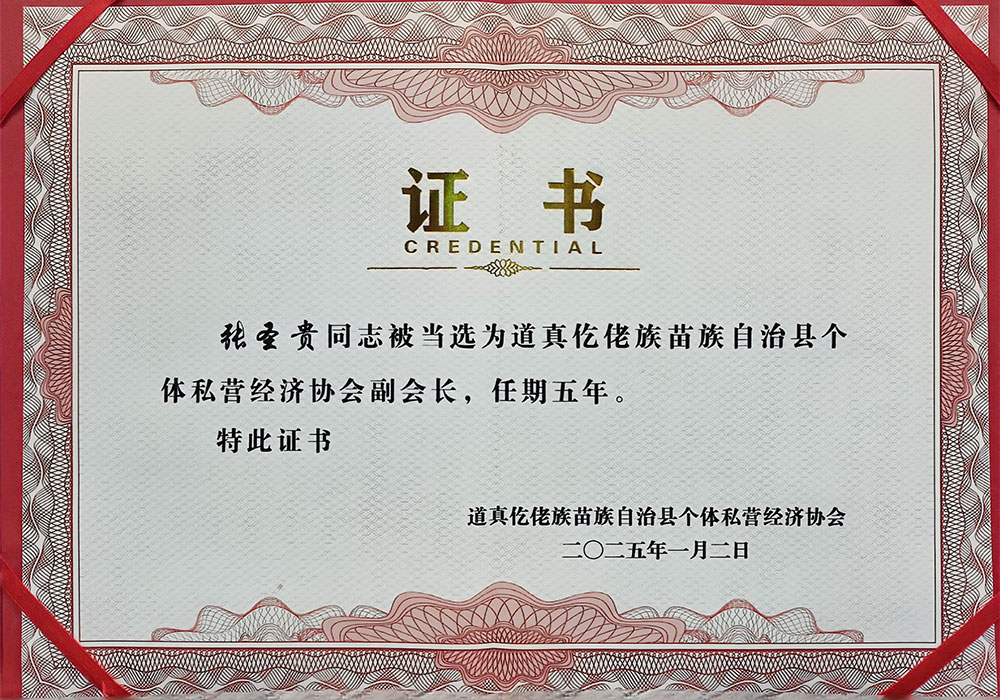 证 书
CREDENTIAL
张圣贵同志被当选为道真仡佬族苗族自治县个
体私营经济协会副会长，任期五年。
特此证书
道真仡佬族苗族自治县个体私营经济协会
二〇二五年一月二日